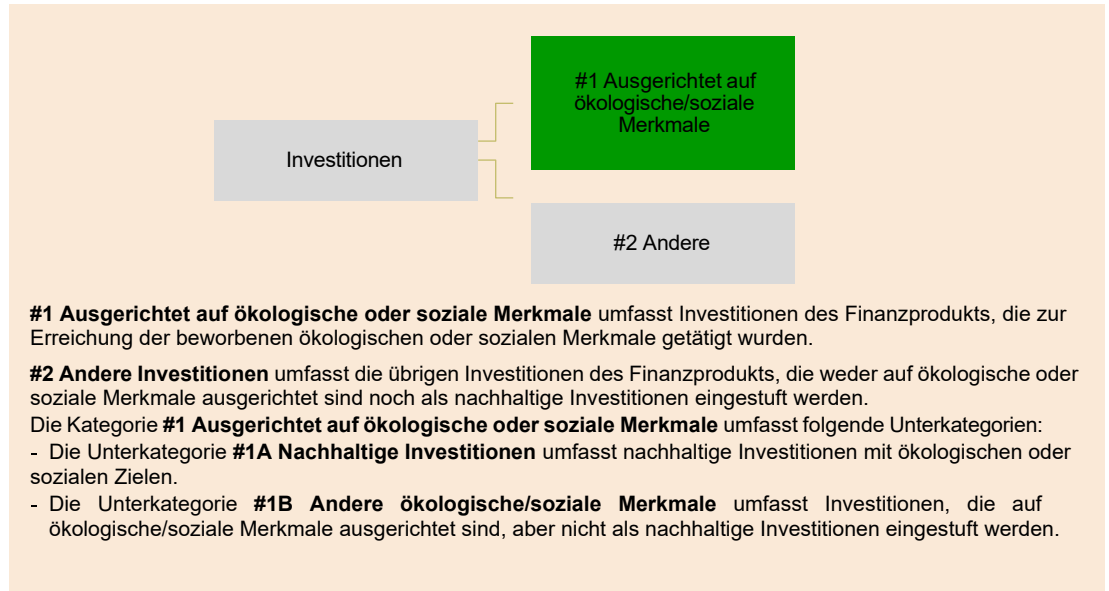 #1 Ausgerichtet auf
ökologische/soziale
Merkmale
Investitionen
#2 Andere
#1 Ausgerichtet auf ökologische oder soziale Merkmale umfasst Investitionen des Finanzprodukts, die zur
Erreichung der beworbenen ökologischen oder sozialen Merkmale getätigt wurden.
#2 Andere Investitionen umfasst die übrigen Investitionen des Finanzprodukts, die weder auf ökologische oder
soziale Merkmale ausgerichtet sind noch als nachhaltige Investitionen eingestuft werden.
Die Kategorie #1 Ausgerichtet auf ökologische oder soziale Merkmale umfasst folgende Unterkategorien:
- Die Unterkategorie #1A Nachhaltige Investitionen umfasst nachhaltige Investitionen mit ökologischen oder
sozialen Zielen.
- Die Unterkategorie #1B Andere ökologische/soziale Merkmale umfasst Investitionen, die auf
ökologische/soziale Merkmale ausgerichtet sind, aber nicht als nachhaltige Investitionen eingestuft werden.